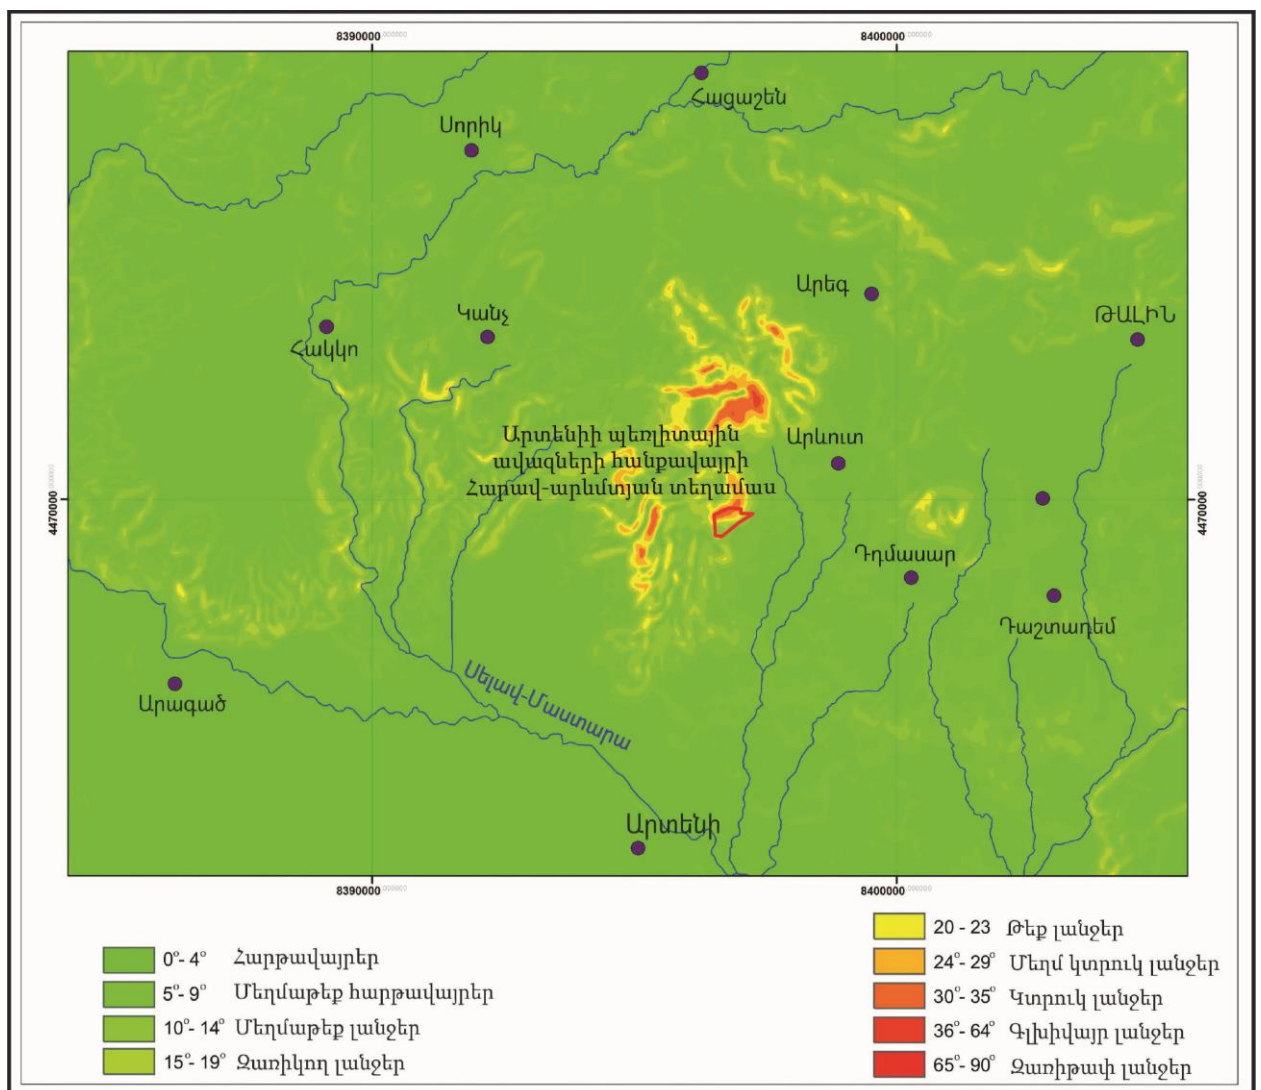 8390000 8400000
Հացաշեն
Սորիկ
Արեգ
Կանչ
ԹԱԼԻՆ
Հակկո
Արտենիի պեռլիտային
ավազների հանքավայրի
Հարավ-արևմտյան տեղամաս
Արևուտ
4470000 4470000
Դդմասար
Դաշտադեմ
Սելավ-Մաստարա
Արագած
Արտենի
8390000 8400000
0°- 4° Հարթավայրեր
5°- 9° Մեղմաթեք հարթավայրեր
10°- 14° Մեղմաթեք լանջեր
15°- 19° Զառիկող լանջեր
20 - 23 Թեք լանջեր
24°- 29° Մեղմ կտրուկ լանջեր
30°- 35° Կտրուկ լանջեր
36°- 64° Գլխիվայր լանջեր
65°- 90° Զառիթափ լանջեր